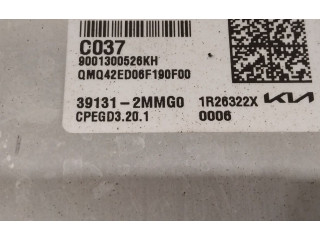 C037
9001300526KH
QMQ42ED06F190F00
39131-2MMG0 1R26322X KIA
CPEGD3.20.1 0006